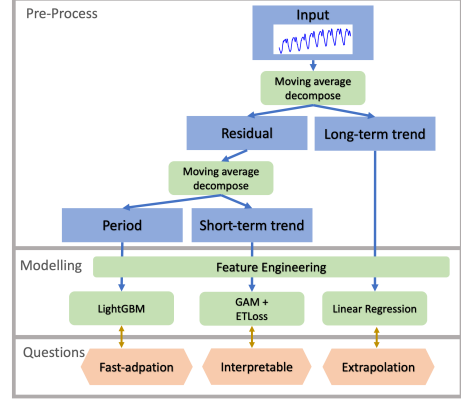 Pre-Process
Input
Moving average
decompose
Residual
Long-term trend
Moving average
decompose
Period
Short-term trend
Modelling
Feature Engineering
LightGBM
GAM +
ETLoss
Linear Regression
Questions
Fast-adpation
Interpretable
Extrapolation